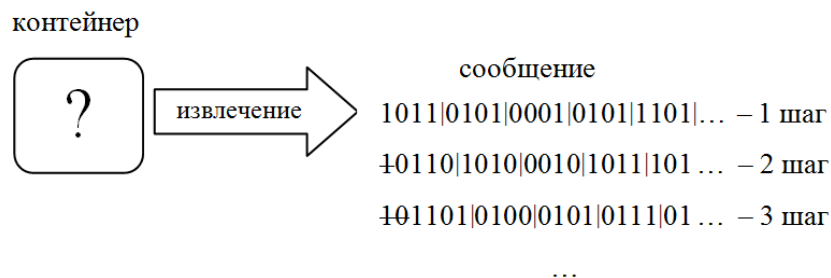 контейнер
?
извлечение
сообщение
1011|0101|0001|0101|1101|… – 1 шаг
10110|1010|0010|1011|101 … – 2 шаг
101101|0100|0101|0111|01 … – 3 шаг
…